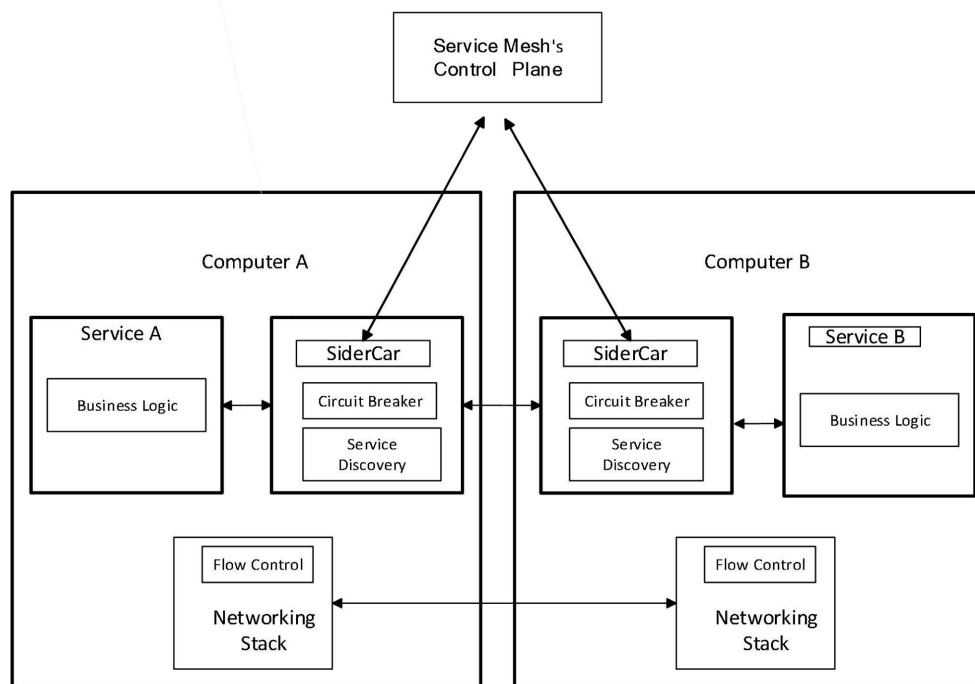 Service Mesh's
Control Plane
Computer A
Service A
Business Logic
SiderCar
Circuit Breaker
Service
Discovery
Flow Control
Networking
Stack
Computer B
SiderCar
Circuit Breaker
Service
Discovery
Service B
Business Logic
Flow Control
Networking
Stack